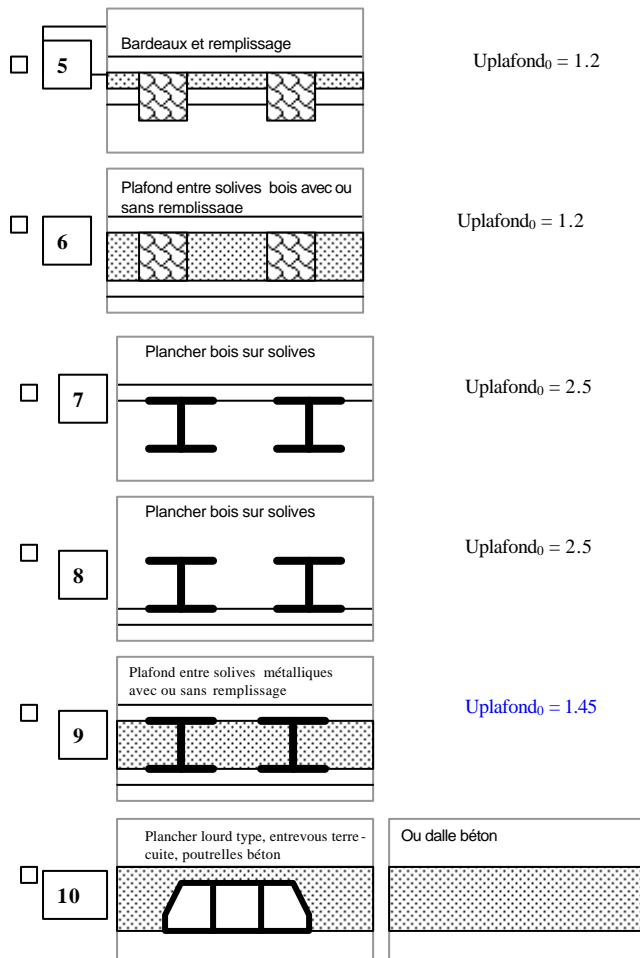 Bardeaux et remplissage
5
Uplafond₀ = 1.2
Plafond entre solives bois avec ou
sans remplissage
6
Uplafond₀ = 1.2
Plancher bois sur solives
7
Uplafond₀ = 2.5
Plancher bois sur solives
8
Uplafond₀ = 2.5
Plafond entre solives métalliques
avec ou sans remplissage
9
Uplafond₀ = 1.45
Plancher lourd type, entrevous terre-
cuite, poutrelles béton
Ou dalle béton
10